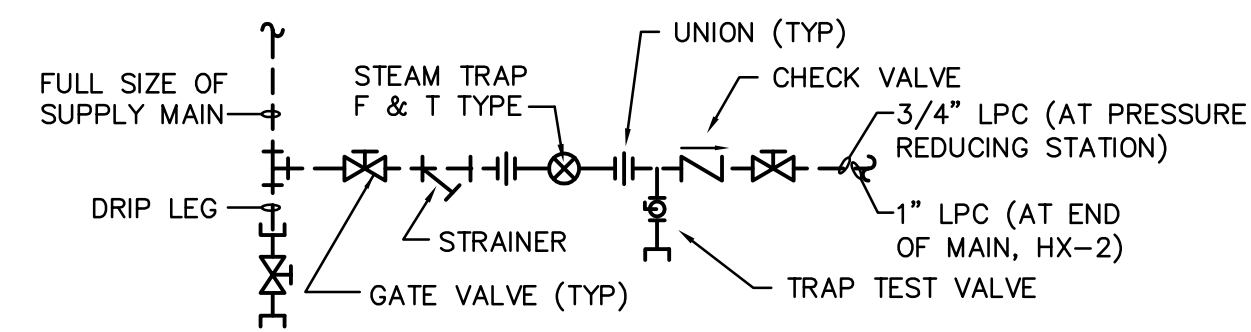 UNION (TYP)
FULL SIZE OF
SUPPLY MAIN
STEAM TRAP
F & T TYPE
CHECK VALVE
3/4" LPC (AT PRESSURE
REDUCING STATION)
DRIP LEG
STRAINER
1" LPC (AT END
OF MAIN, HX-2)
GATE VALVE (TYP)
TRAP TEST VALVE